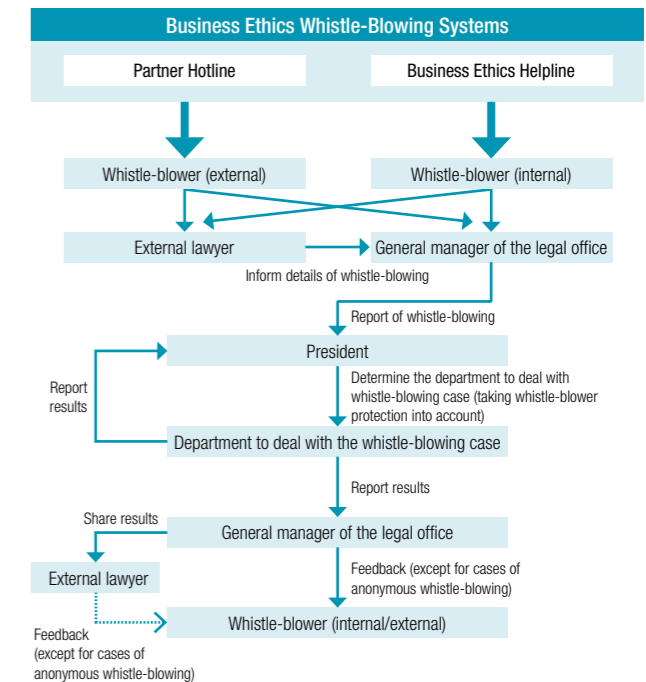 Business Ethics Whistle-Blowing Systems
Partner Hotline
Business Ethics Helpline
Whistle-blower (external)
Whistle-blower (internal)
External lawyer
General manager of the legal office
Inform details of whistle-blowing
Report of whistle-blowing
President
Determine the department to deal with
whistle-blowing case (taking whistle-blower
protection into account)
Report
results
Department to deal with the whistle-blowing case
Report results
Share results
General manager of the legal office
External lawyer
Feedback (except for cases of
anonymous whistle-blowing)
Whistle-blower (internal/external)
Feedback
(except for cases of
anonymous whistle-blowing)